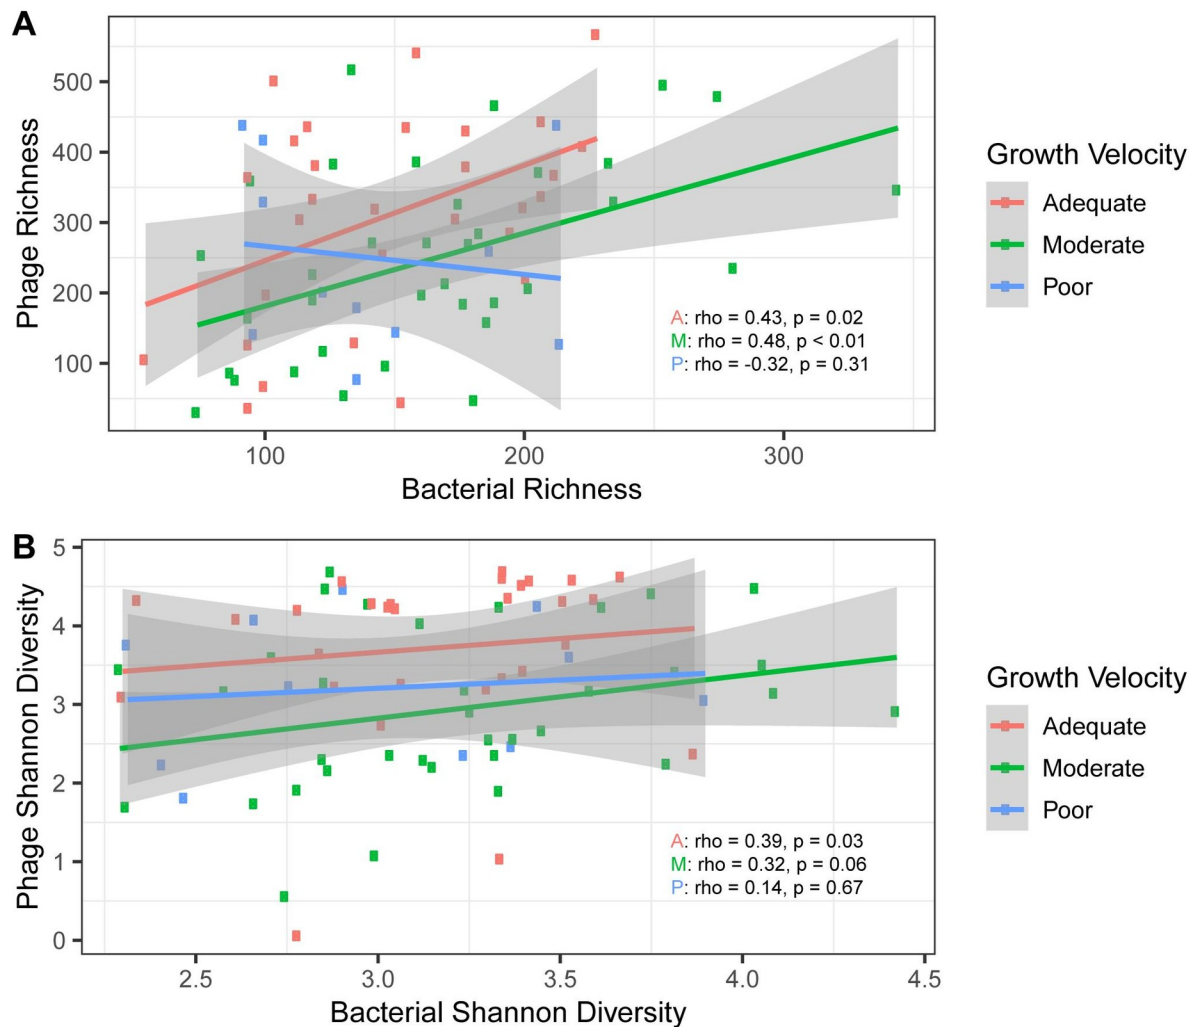 A
Phage Richness
500
400
300
200
100
A: rho = 0.43, p = 0.02
M: rho = 0.48, p < 0.01
P: rho = -0.32, p = 0.31
100
200
300
Bacterial Richness
Growth Velocity
Adequate
Moderate
Poor
B
Phage Shannon Diversity
5
4
3
2
1
0
A: rho = 0.39, p = 0.03
M: rho = 0.32, p = 0.06
P: rho = 0.14, p = 0.67
2.5
3.0
3.5
4.0
4.5
Bacterial Shannon Diversity
Growth Velocity
Adequate
Moderate
Poor